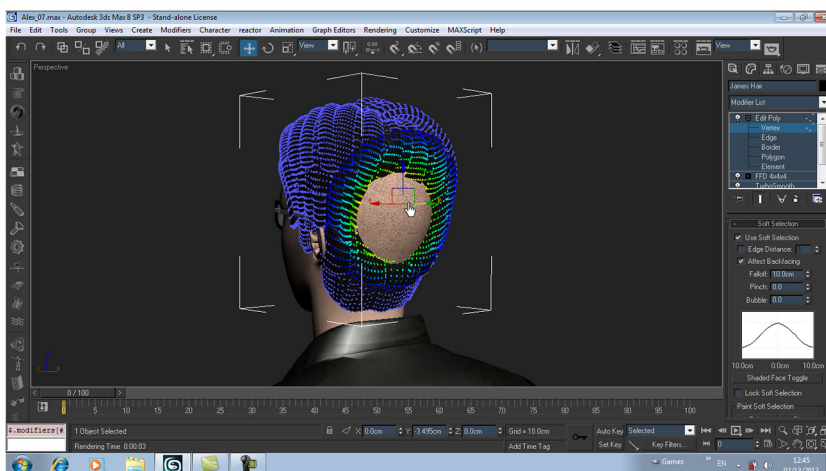 Alex_07.max - Autodesk 3ds Max 8 SP3 - Stand-alone License
File Edit Tools Group Views Create Modifiers Character reactor Animation Graph Editors Rendering Customize MAXScript Help
All View View
Perspective
James Hair
Modifier List
Edit Poly
Vertex
Edge
Border
Polygon
Element
FFD 4x4x4
TurboSmooth
Soft Selection
Use Soft Selection
Edge Distance:
Affect Backfacing
Falloff: 10.0cm
Pinch: 0.0
Bubble: 0.0
10.0cm 0.0cm 10.0cm
Shaded Face Toggle
Lock Soft Selection
Paint Soft Selection
0 / 100
0 5 10 15 20 25 30 35 40 45 50 55 60 65 70 75 80 85 90 95 100
1 Object Selected X: 0.0cm Y: -3.495cm Z: 0.0cm Grid = 10.0cm Auto Key Selected
Rendering Time 0:00:03 Add Time Tag Set Key Key Filters... 0
Games EN 12:45
02/12/2012